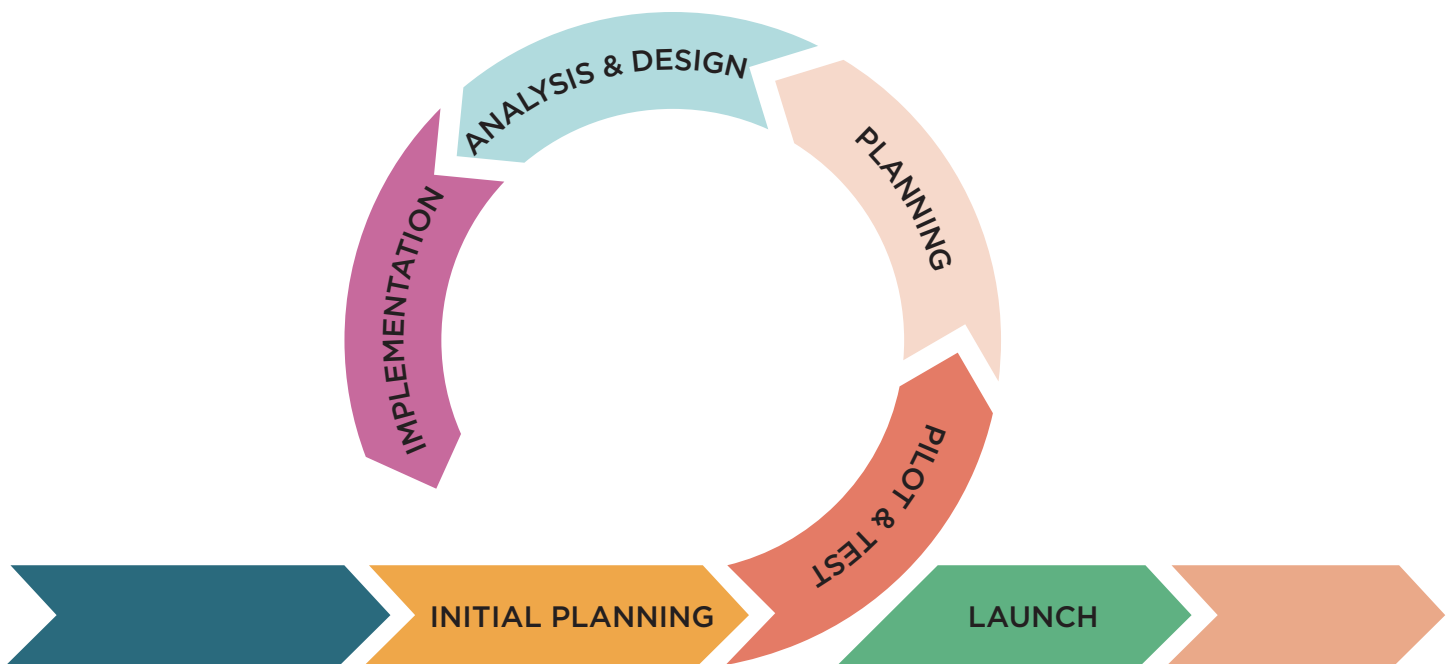 ANALYSIS & DESIGN
PLANNING
IMPLEMENTATION
PILOT & TEST
INITIAL PLANNING
LAUNCH